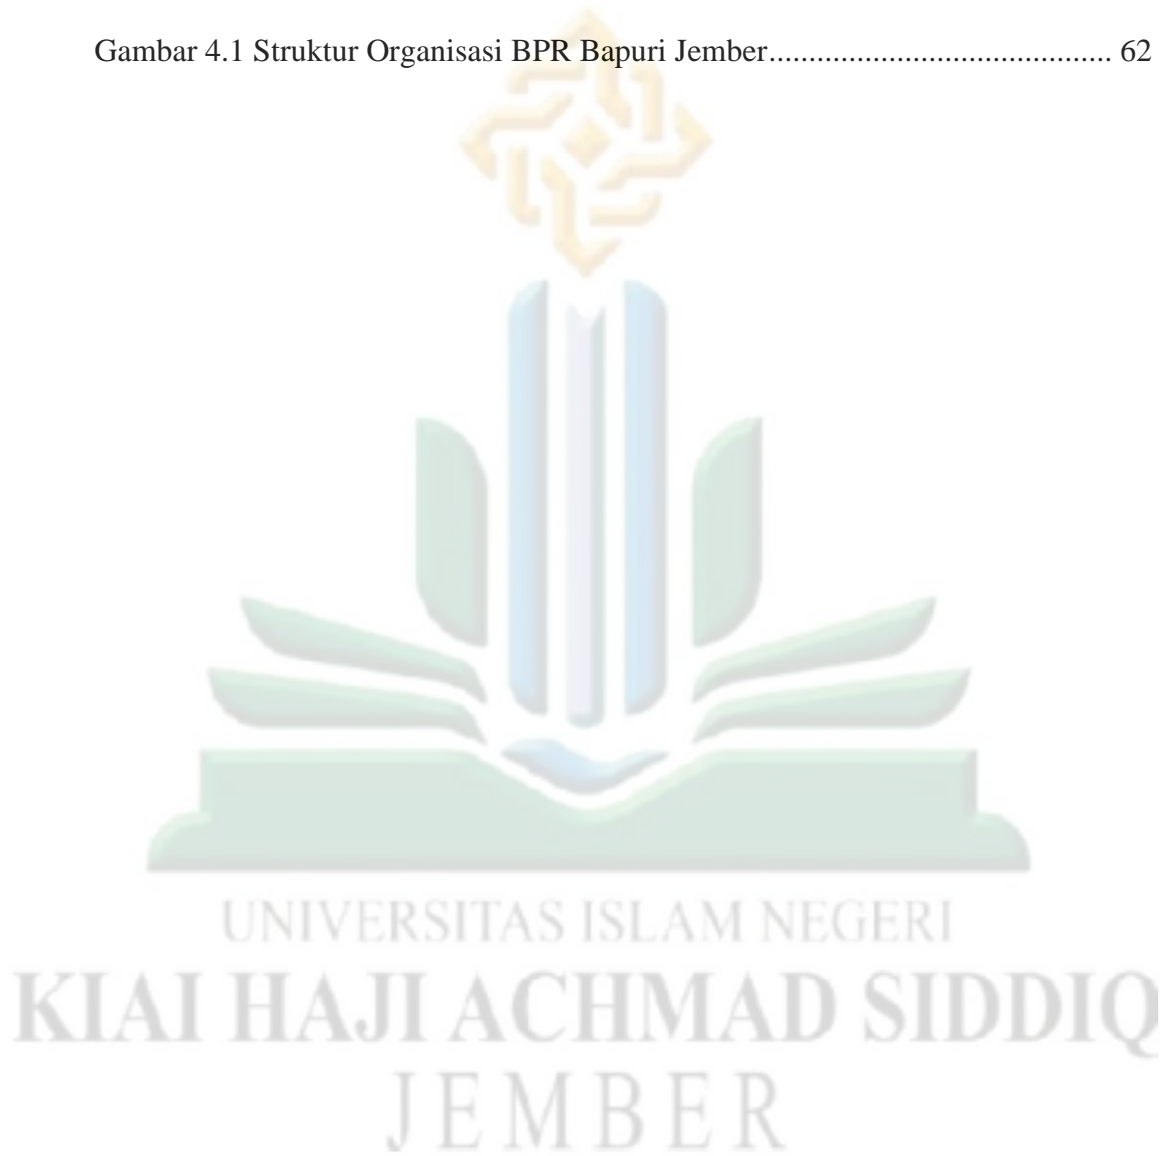 Gambar 4.1 Struktur Organisasi BPR Bapuri Jember........................................... 62
UNIVERSITAS ISLAM NEGERI
KIAI HAJI ACHMAD SIDDIQ
JEMBER